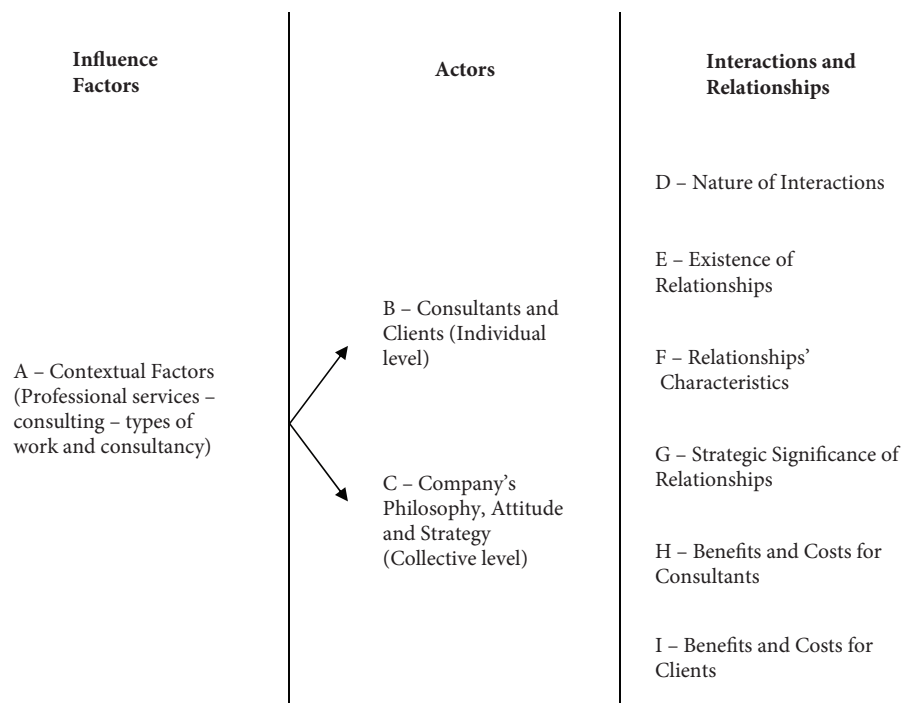 Influence
Factors
Actors
Interactions and
Relationships
A – Contextual Factors
(Professional services –
consulting – types of
work and consultancy)
B – Consultants and
Clients (Individual
level)
C – Company’s
Philosophy, Attitude
and Strategy
(Collective level)
D – Nature of Interactions
E – Existence of
Relationships
F – Relationships’
Characteristics
G – Strategic Significance of
Relationships
H – Benefits and Costs for
Consultants
I – Benefits and Costs for
Clients